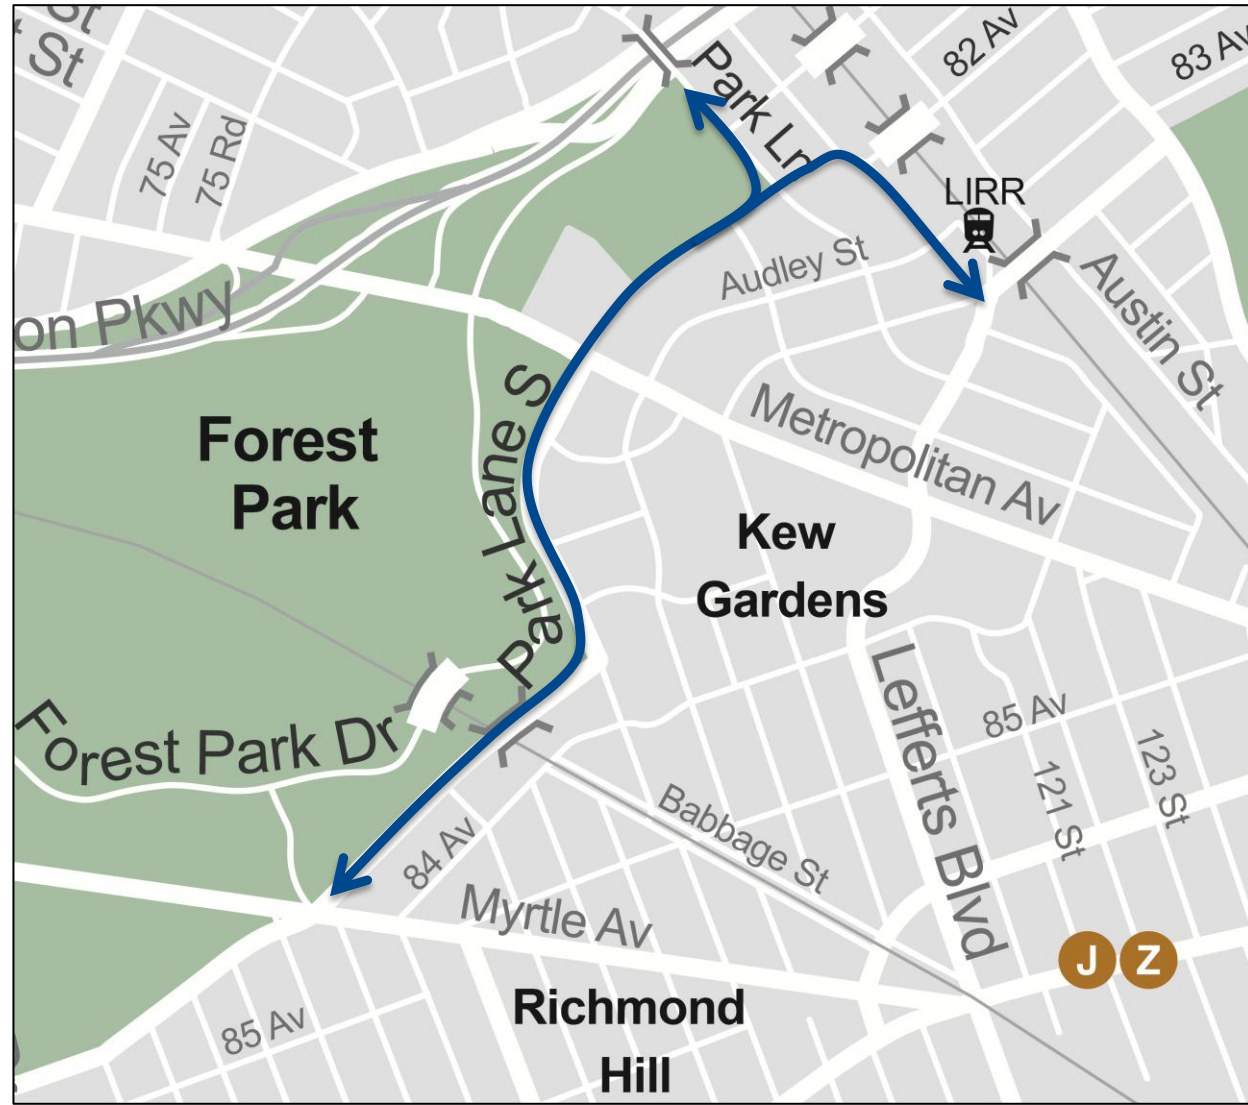 St
St
Park Ln
82 Av
83 Av
75 Av
75 Rd
LIRR
Audley St
Austin St
on Pkwy
Park Lane S
Forest
Park
Metropolitan Av
Kew
Gardens
Forest Park Dr
Lefferts Blvd
85 Av
121 St
123 St
Babbage St
84 Av
Myrtle Av
J Z
85 Av
Richmond
Hill